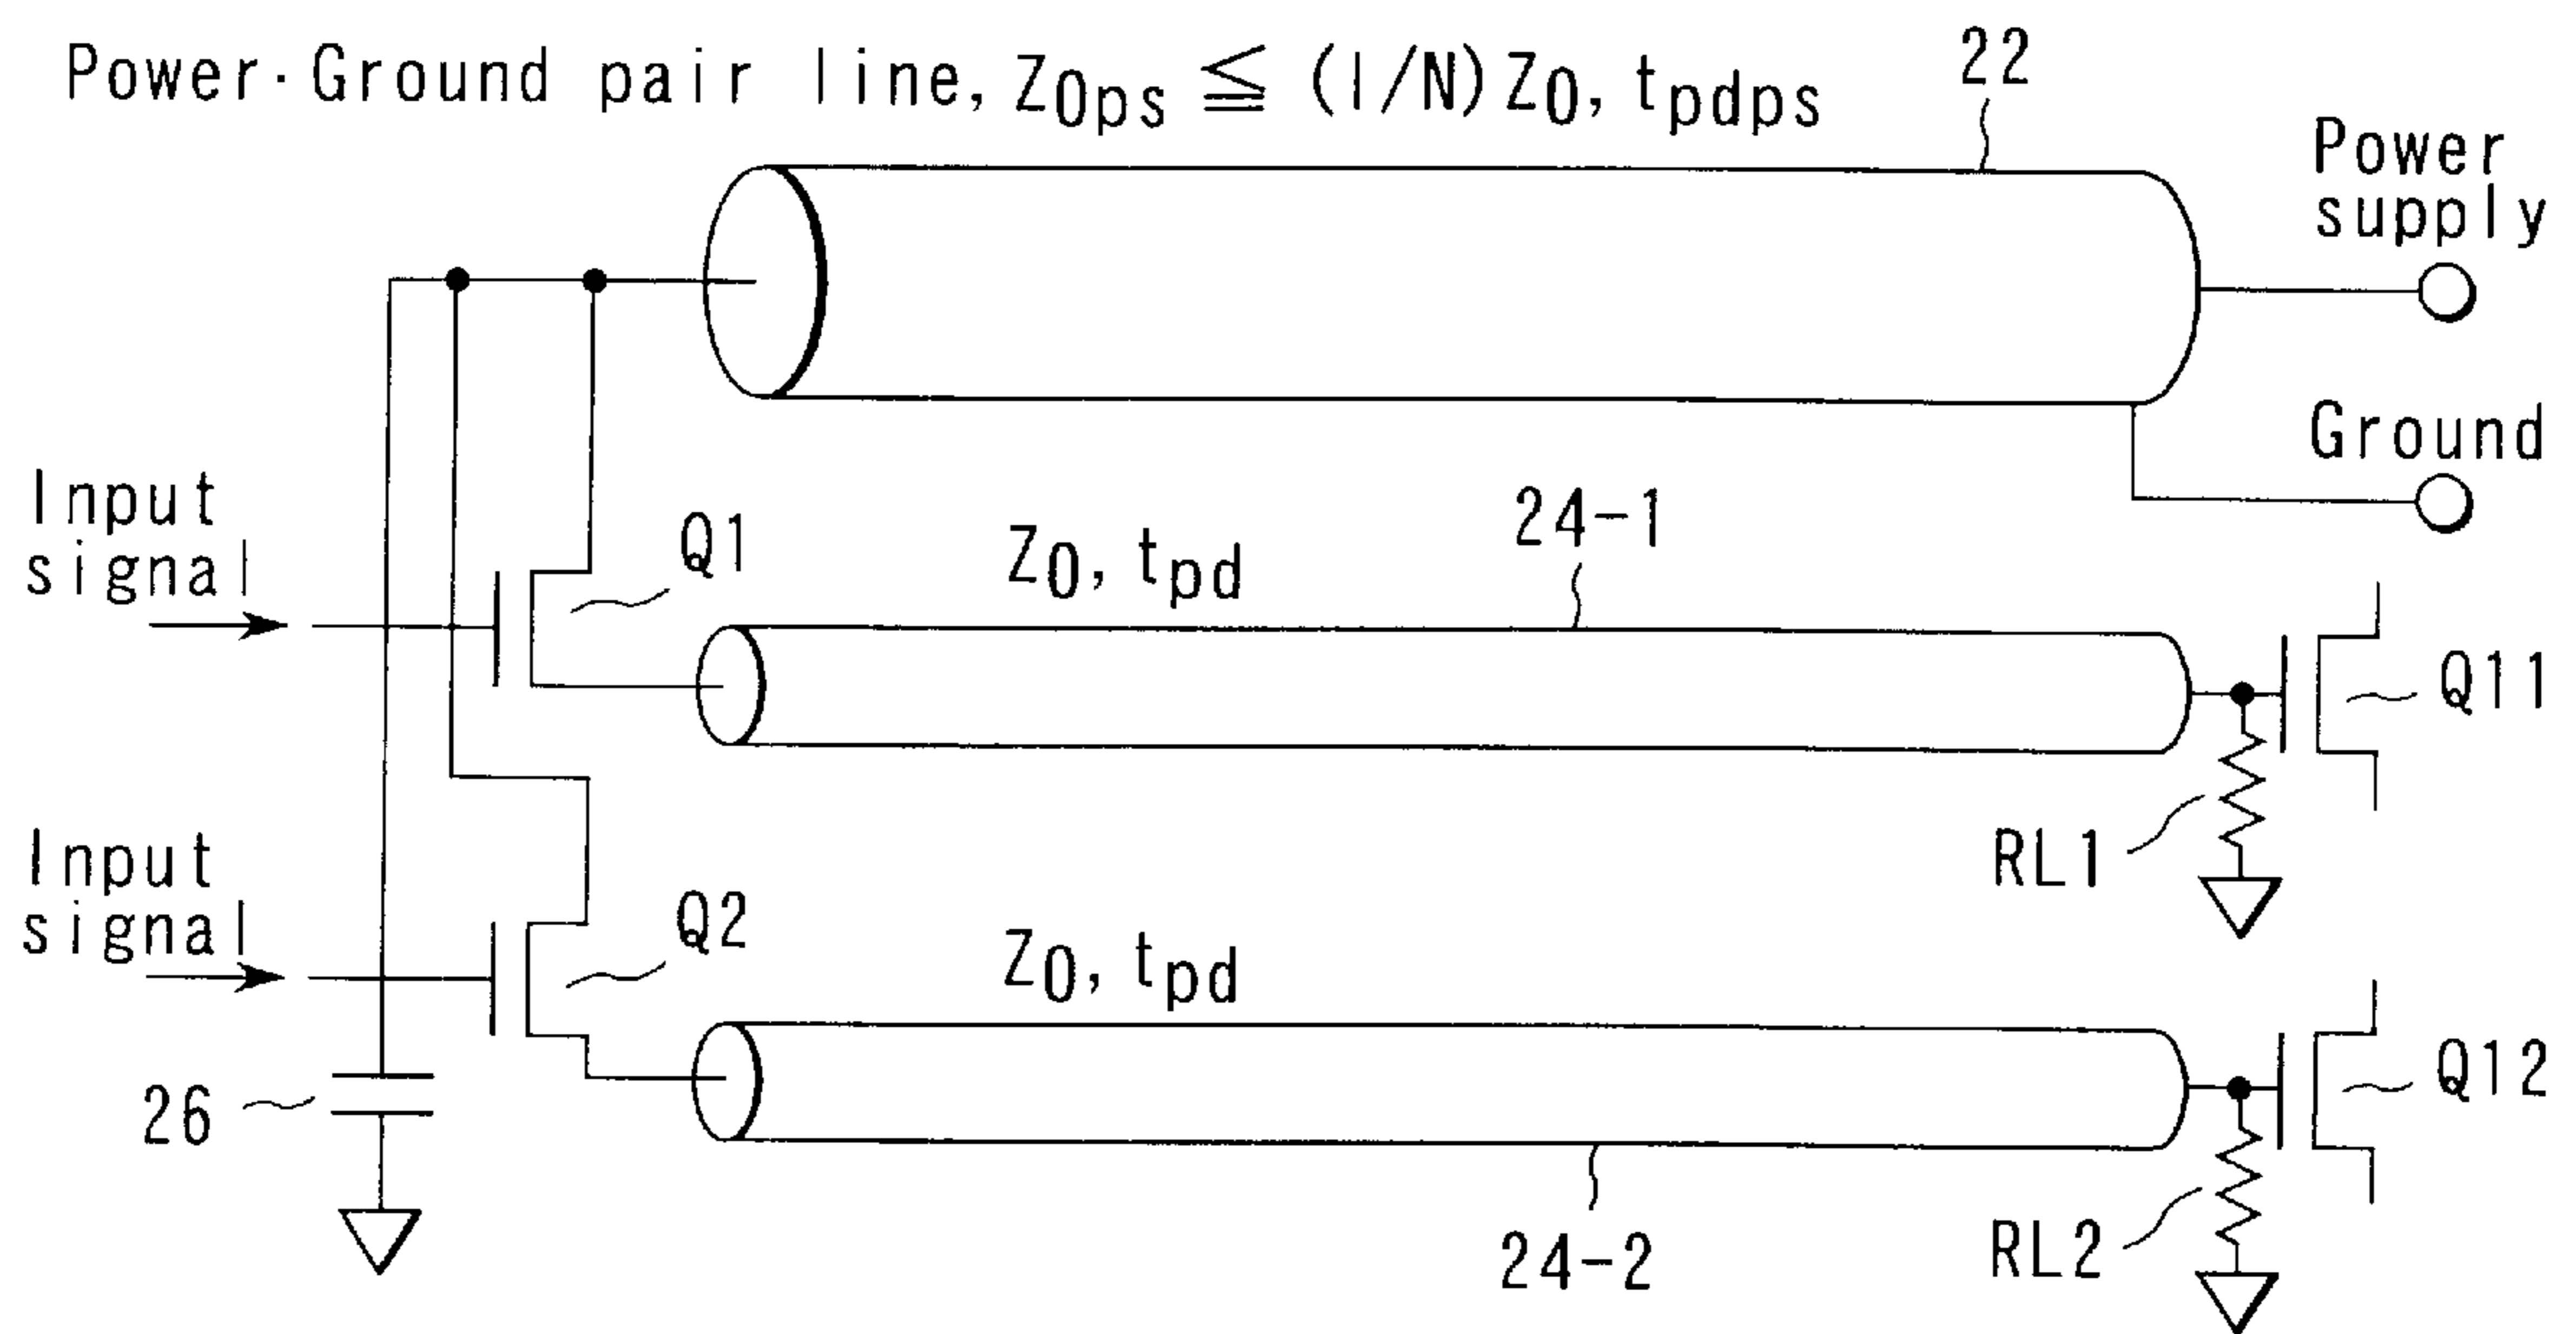 Power·Ground pair line, Z0ps ≦ (1/N) Z0, tpdps
22
Power
supply
Ground
Input
signal
Q1
Z0, tpd
24-1
Q11
RL1
Input
signal
Q2
Z0, tpd
Q12
26
24-2
RL2